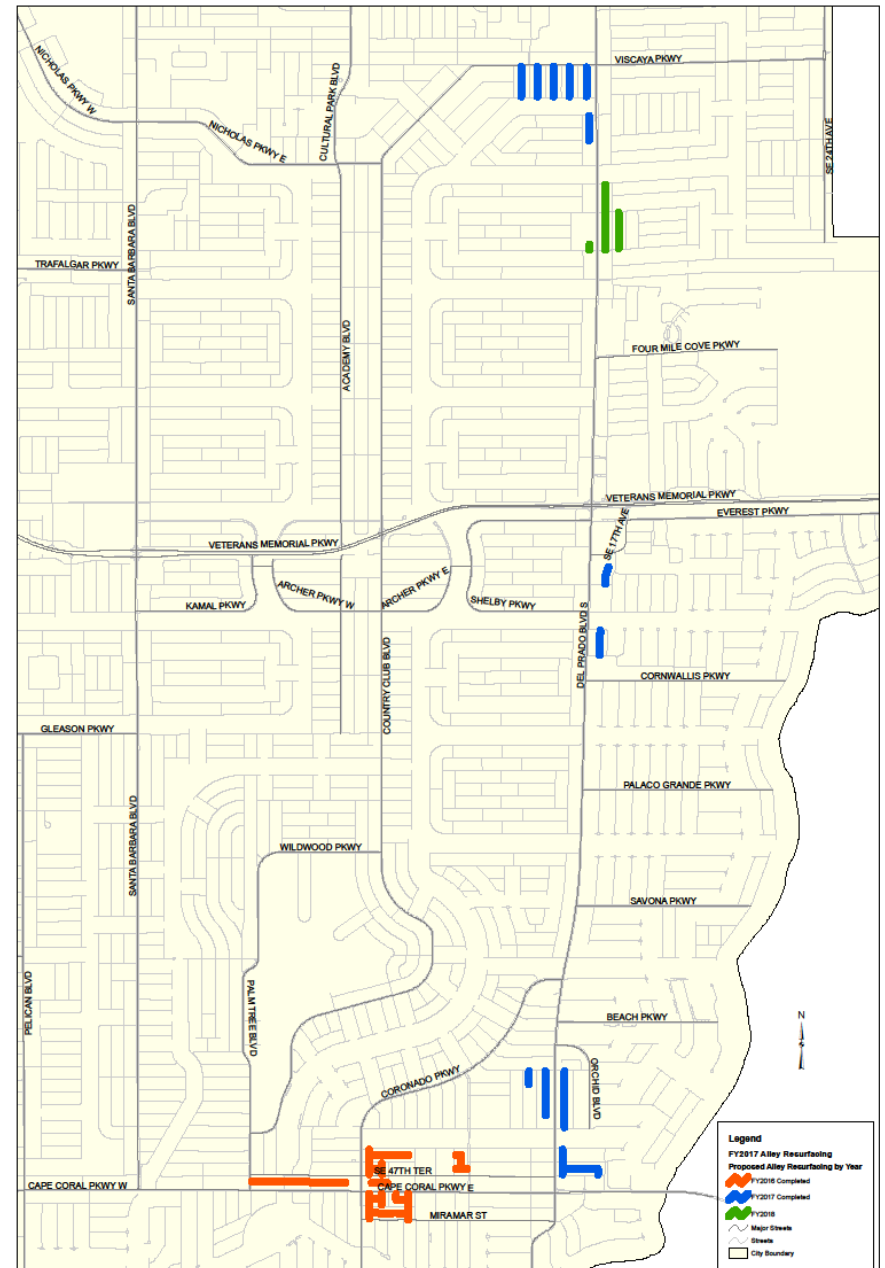 VISCAYA PKWY
NICHOLAS PKWY W
CULTURAL PARK BLVD
NICHOLAS PKWY E
SE 24TH AVE
SANTA BARBARA BLVD
TRAFALGAR PKWY
ACADEMY BLVD
FOUR MILE COVE PKWY
VETERANS MEMORIAL PKWY
EVEREST PKWY
SE 17TH AVE
VETERANS MEMORIAL PKWY
ARCHER PKWY W
ARCHER PKWY E
KAMAL PKWY
SHELBY PKWY
DEL PRADO BLVD S
COUNTRY CLUB BLVD
CORNWALLIS PKWY
GLEASON PKWY
PALACO GRANDE PKWY
SANTA BARBARA BLVD
WILDWOOD PKWY
SAVONA PKWY
PELICAN BLVD
PALM TREE BLVD
BEACH PKWY
N
ORCHID BLVD
CORONADO PKWY
SE 47TH TER
CAPE CORAL PKWY W
CAPE CORAL PKWY E
MIRAMAR ST
Legend
FY2017 Alley Resurfacing
Proposed Alley Resurfacing by Year
FY2016 Completed
FY2017 Completed
FY2018
Major Streets
Streets
City Boundary